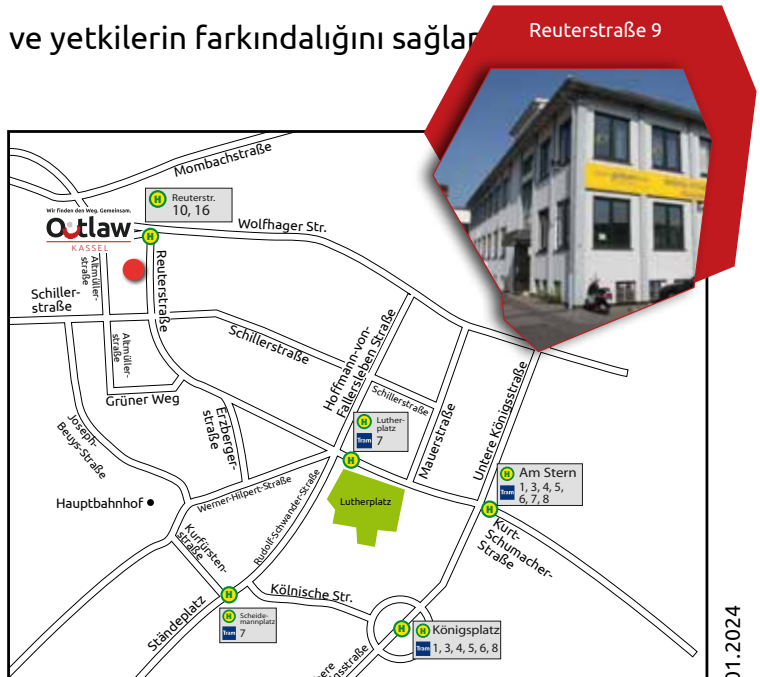 ve yetkilerin farkındalığını
Reuterstraße 9
Mombachstraße
Wir finden den Weg. Gemeinsam.
Outlaw
KASSEL
H Reuterstr.
10, 16
H
Wolfhager Str.
Altmüller-
straße
Reuterstraße
Schiller-
straße
Altmüller-
straße
Schillerstraße
Hoffmann-von-
Fallersleben Straße
Schillerstraße
Grüner Weg
Erzberger-
straße
Joseph-
Beuys-Straße
H Luther-
platz
Tram 7
H
Mauerstraße
Untere Königsstraße
Werner-Hilpert-Straße
Rudolf-Schwander-Straße
Lutherplatz
H Am Stern
Tram 1, 3, 4, 5,
6, 7, 8
H
Hauptbahnhof
Kurfürsten-
straße
Kurt-
Schumacher-
Straße
Ständeplatz
H
H Scheide-
mannplatz
Tram 7
Kölnische Str.
H
H Königsplatz
Tram 1, 3, 4, 5, 6, 8
01.2024